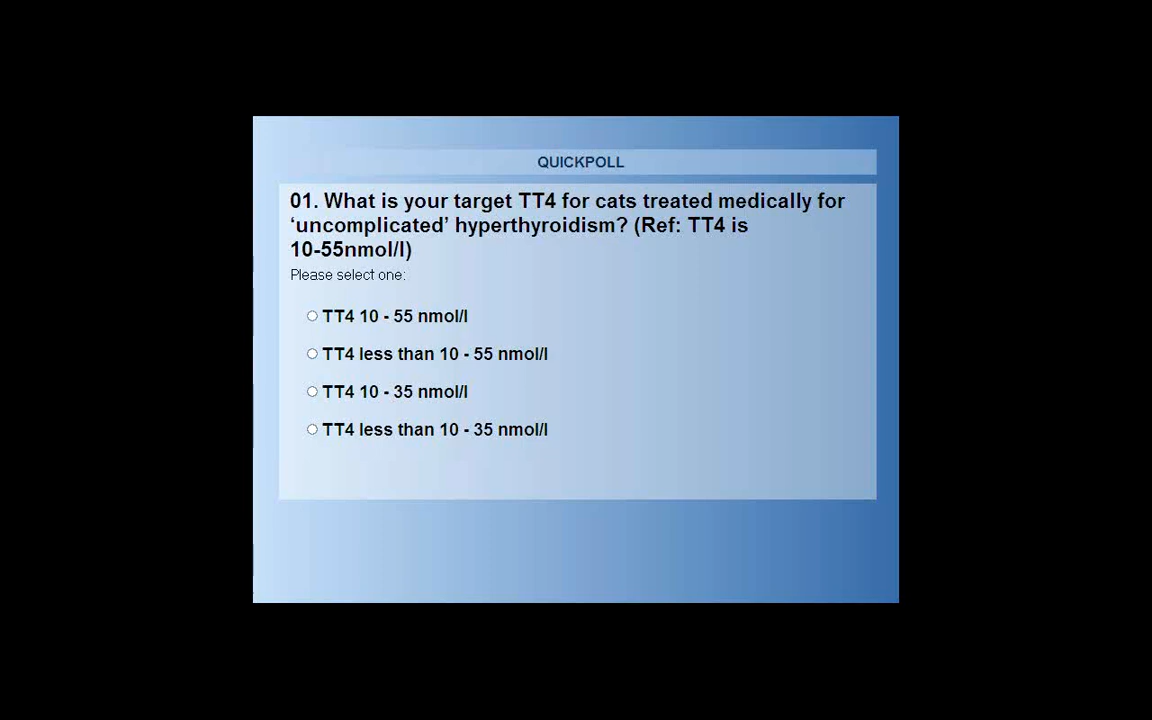 QUICKPOLL
01. What is your target TT4 for cats treated medically for
‘uncomplicated’ hyperthyroidism? (Ref: TT4 is
10-55nmol/l)
Please select one:
TT4 10 - 55 nmol/l
TT4 less than 10 - 55 nmol/l
TT4 10 - 35 nmol/l
TT4 less than 10 - 35 nmol/l